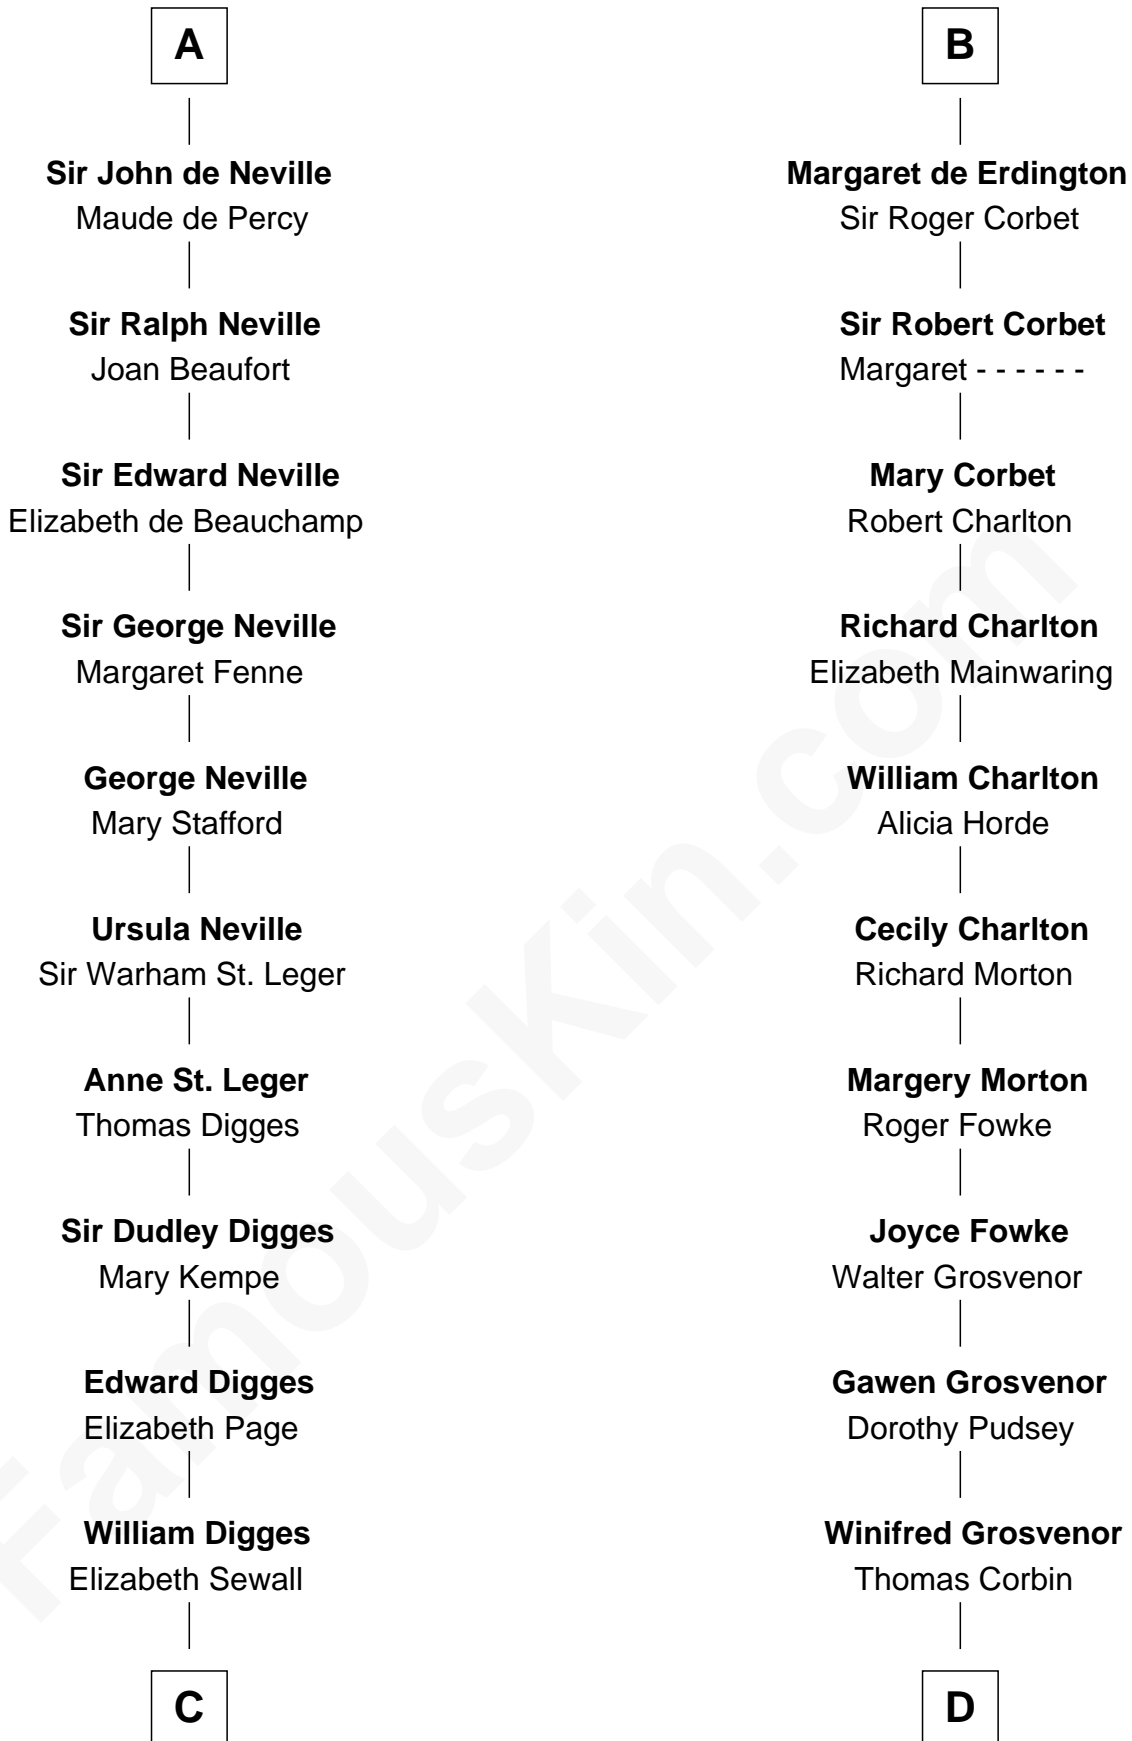 A
Sir John de Neville
Maude de Percy
Sir Ralph Neville
Joan Beaufort
Sir Edward Neville
Elizabeth de Beauchamp
Sir George Neville
Margaret Fenne
George Neville
Mary Stafford
Ursula Neville
Sir Warham St. Leger
Anne St. Leger
Thomas Digges
Sir Dudley Digges
Mary Kempe
Edward Digges
Elizabeth Page
William Digges
Elizabeth Sewall
C
B
Margaret de Erdington
Sir Roger Corbet
Sir Robert Corbet
Margaret - - - - - -
Mary Corbet
Robert Charlton
Richard Charlton
Elizabeth Mainwaring
William Charlton
Alicia Horde
Cecily Charlton
Richard Morton
Margery Morton
Roger Fowke
Joyce Fowke
Walter Grosvenor
Gawen Grosvenor
Dorothy Pudsey
Winifred Grosvenor
Thomas Corbin
D
FamousKin.com